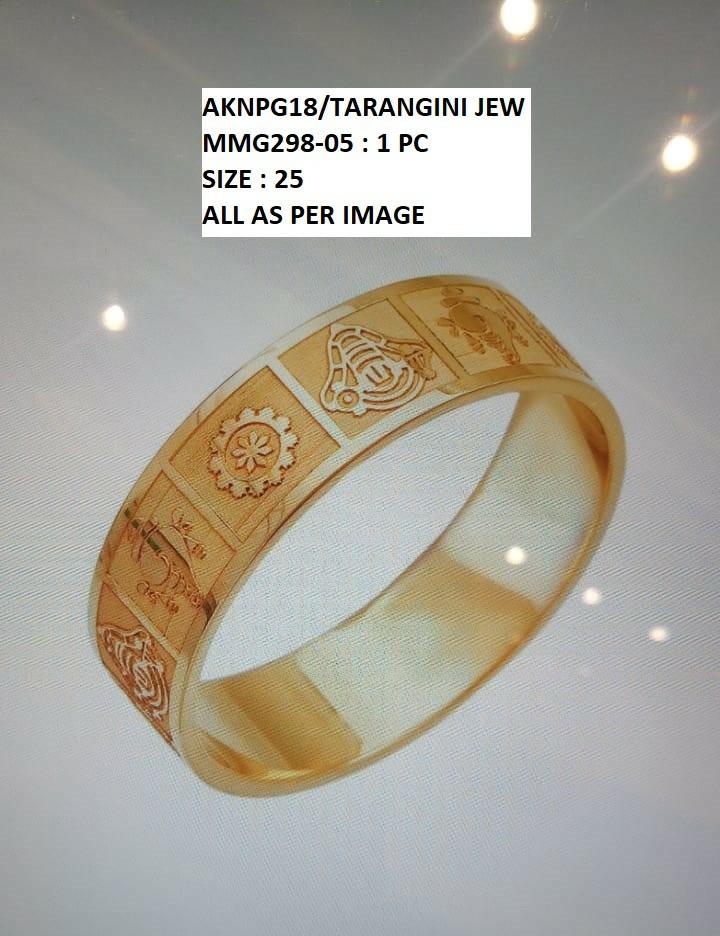 AKNPG18/TARANGINI JEW
MMG298-05 : 1 PC
SIZE : 25
ALL AS PER IMAGE